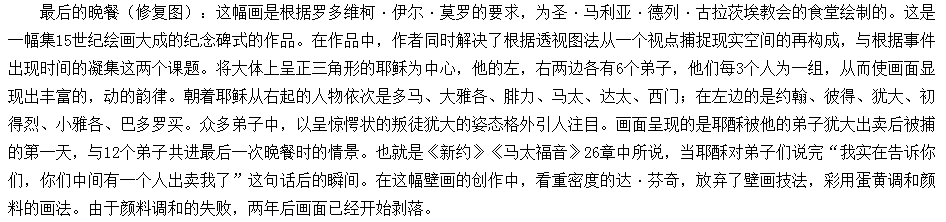 最后的晚餐（修复图）：这幅画是根据罗多维柯·伊尔·莫罗的要求，为圣·马利亚·德列·古拉茨埃教会的食堂绘制的。这是
一幅集15世纪绘画大成的纪念碑式的作品。在作品中，作者同时解决了根据透视图法从一个视点捕捉现实空间的再构成，与根据事件
出现时间的凝集这两个课题。将大体上呈正三角形的耶稣为中心，他的左，右两边各有6个弟子，他们每3个人为一组，从而使画面显
现出丰富的，动的韵律。朝着耶稣从右起的人物依次是多马、大雅各、腓力、马太、达太、西门；在左边的是约翰、彼得、犹大、初
得烈、小雅各、巴多罗买。众多弟子中，以呈惊愕状的叛徒犹大的姿态格外引人注目。画面呈现的是耶酥被他的弟子犹大出卖后被捕
的第一天，与12个弟子共进最后一次晚餐时的情景。也就是《新约》《马太福音》26章中所说，当耶酥对弟子们说完“我实在告诉你
们，你们中间有一个人出卖我了”这句话后的瞬间。在这幅壁画的创作中，看重密度的达·芬奇，放弃了壁画技法，彩用蛋黄调和颜
料的画法。由于颜料调和的失败，两年后画面已经开始剥落。